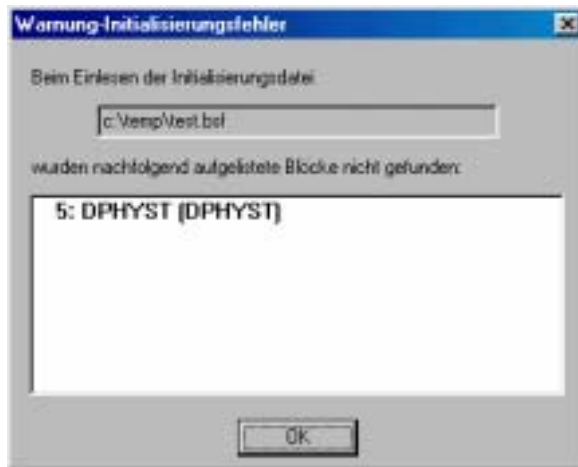 Warnung-Initialisierungsfehler
Beim Einlesen der Initialisierungsdatei
c:\temp\test.bsf
wurden nachfolgend aufgelistete Blöcke nicht gefunden:
5: DPHYST (DPHYST)
OK